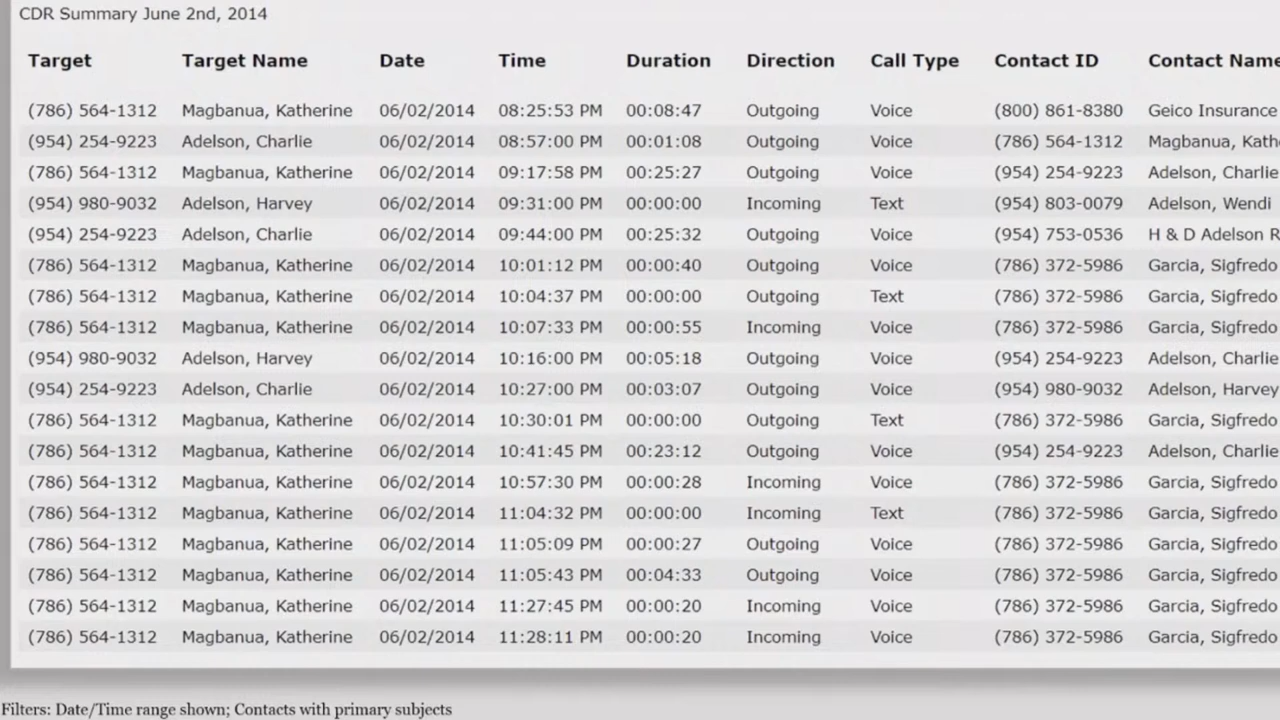 CDR Summary June 2nd, 2014
Target Target Name Date Time Duration Direction Call Type Contact ID Contact Name
(786) 564-1312 Magbanua, Katherine 06/02/2014 08:25:53 PM 00:08:47 Outgoing Voice (800) 861-8380 Geico Insurance
(954) 254-9223 Adelson, Charlie 06/02/2014 08:57:00 PM 00:01:08 Outgoing Voice (786) 564-1312 Magbanua, Kathe
(786) 564-1312 Magbanua, Katherine 06/02/2014 09:17:58 PM 00:25:27 Outgoing Voice (954) 254-9223 Adelson, Charlie
(954) 980-9032 Adelson, Harvey 06/02/2014 09:31:00 PM 00:00:00 Incoming Text (954) 803-0079 Adelson, Wendi
(954) 254-9223 Adelson, Charlie 06/02/2014 09:44:00 PM 00:25:32 Outgoing Voice (954) 753-0536 H & D Adelson R
(786) 564-1312 Magbanua, Katherine 06/02/2014 10:01:12 PM 00:00:40 Outgoing Voice (786) 372-5986 Garcia, Sigfredo
(786) 564-1312 Magbanua, Katherine 06/02/2014 10:04:37 PM 00:00:00 Outgoing Text (786) 372-5986 Garcia, Sigfredo
(786) 564-1312 Magbanua, Katherine 06/02/2014 10:07:33 PM 00:00:55 Incoming Voice (786) 372-5986 Garcia, Sigfredo
(954) 980-9032 Adelson, Harvey 06/02/2014 10:16:00 PM 00:05:18 Outgoing Voice (954) 254-9223 Adelson, Charlie
(954) 254-9223 Adelson, Charlie 06/02/2014 10:27:00 PM 00:03:07 Outgoing Voice (954) 980-9032 Adelson, Harvey
(786) 564-1312 Magbanua, Katherine 06/02/2014 10:30:01 PM 00:00:00 Outgoing Text (786) 372-5986 Garcia, Sigfredo
(786) 564-1312 Magbanua, Katherine 06/02/2014 10:41:45 PM 00:23:12 Outgoing Voice (954) 254-9223 Adelson, Charlie
(786) 564-1312 Magbanua, Katherine 06/02/2014 10:57:30 PM 00:00:28 Incoming Voice (786) 372-5986 Garcia, Sigfredo
(786) 564-1312 Magbanua, Katherine 06/02/2014 11:04:32 PM 00:00:00 Incoming Text (786) 372-5986 Garcia, Sigfredo
(786) 564-1312 Magbanua, Katherine 06/02/2014 11:05:09 PM 00:00:27 Outgoing Voice (786) 372-5986 Garcia, Sigfredo
(786) 564-1312 Magbanua, Katherine 06/02/2014 11:05:43 PM 00:04:33 Outgoing Voice (786) 372-5986 Garcia, Sigfredo
(786) 564-1312 Magbanua, Katherine 06/02/2014 11:27:45 PM 00:00:20 Incoming Voice (786) 372-5986 Garcia, Sigfredo
(786) 564-1312 Magbanua, Katherine 06/02/2014 11:28:11 PM 00:00:20 Incoming Voice (786) 372-5986 Garcia, Sigfredo
Filters: Date/Time range shown; Contacts with primary subjects